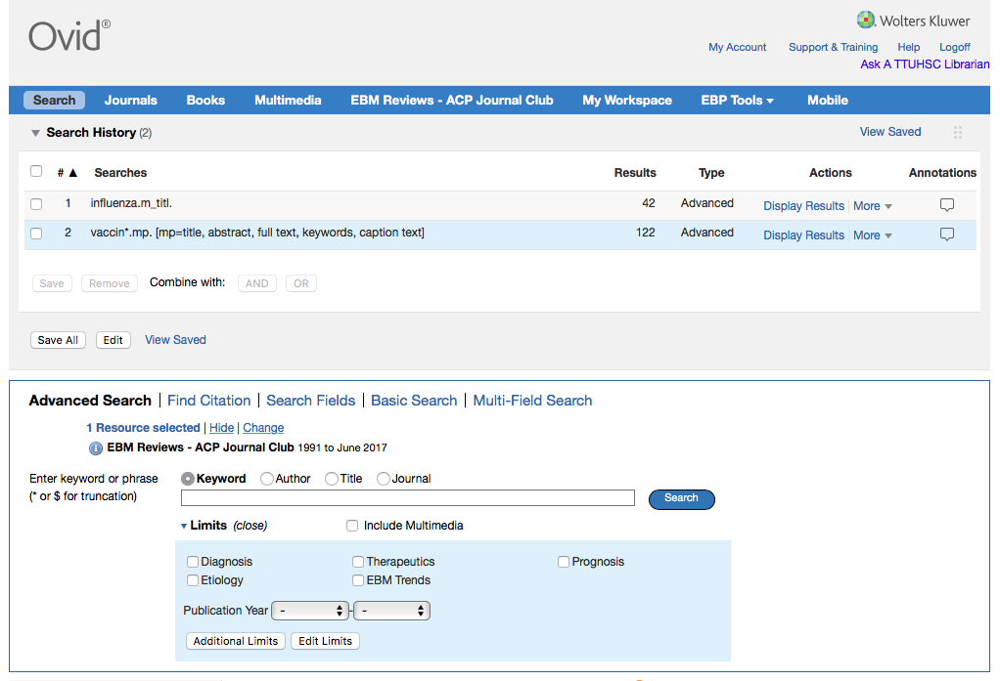 Ovid®
Wolters Kluwer
My Account Support & Training Help Logoff
Ask A TTUHSC Librarian
Search Journals Books Multimedia EBM Reviews - ACP Journal Club My Workspace EBP Tools ▼ Mobile
▼ Search History (2) View Saved
# ▲ Searches Results Type Actions Annotations
1 influenza.m_titl. 42 Advanced Display Results More ▼
2 vaccin*.mp. [mp=title, abstract, full text, keywords, caption text] 122 Advanced Display Results More ▼
Save Remove Combine with: AND OR
Save All Edit View Saved
Advanced Search | Find Citation | Search Fields | Basic Search | Multi-Field Search
1 Resource selected | Hide | Change
EBM Reviews - ACP Journal Club 1991 to June 2017
Enter keyword or phrase
(* or $ for truncation)
Keyword Author Title Journal
Search
▼ Limits (close) Include Multimedia
Diagnosis Therapeutics Prognosis
Etiology EBM Trends
Publication Year - - -
Additional Limits Edit Limits